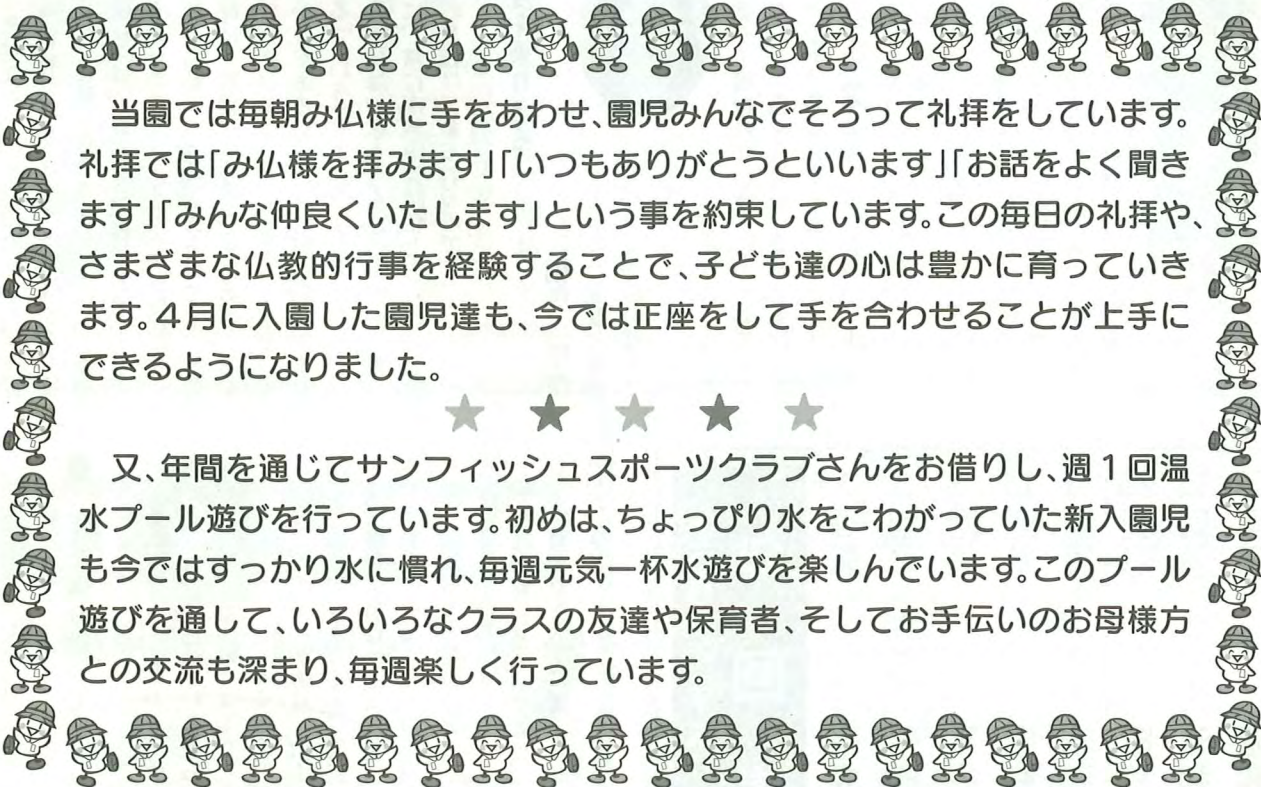 当園では毎朝み仏様に手をあわせ、園児みんなでそろって礼拝をしています。
礼拝では「み仏様を拝みます」「いつもありがとうといいます」「お話をよく聞き
ます」「みんな仲良くいたします」という事を約束しています。この毎日の礼拝や、
さまざまな仏教的行事を経験することで、子ども達の心は豊かに育っていき
ます。4月に入園した園児達も、今では正座をして手を合わせることが上手に
できるようになりました。
又、年間を通じてサンフィッシュスポーツクラブさんをお借りし、週1回温
水プール遊びを行っています。初めは、ちょっぴり水をこわがっていた新入園児
も今ではすっかり水に慣れ、毎週元気一杯水遊びを楽しんでいます。このプール
遊びを通して、いろいろなクラスの友達や保育者、そしてお手伝いのお母様方
との交流も深まり、毎週楽しく行っています。